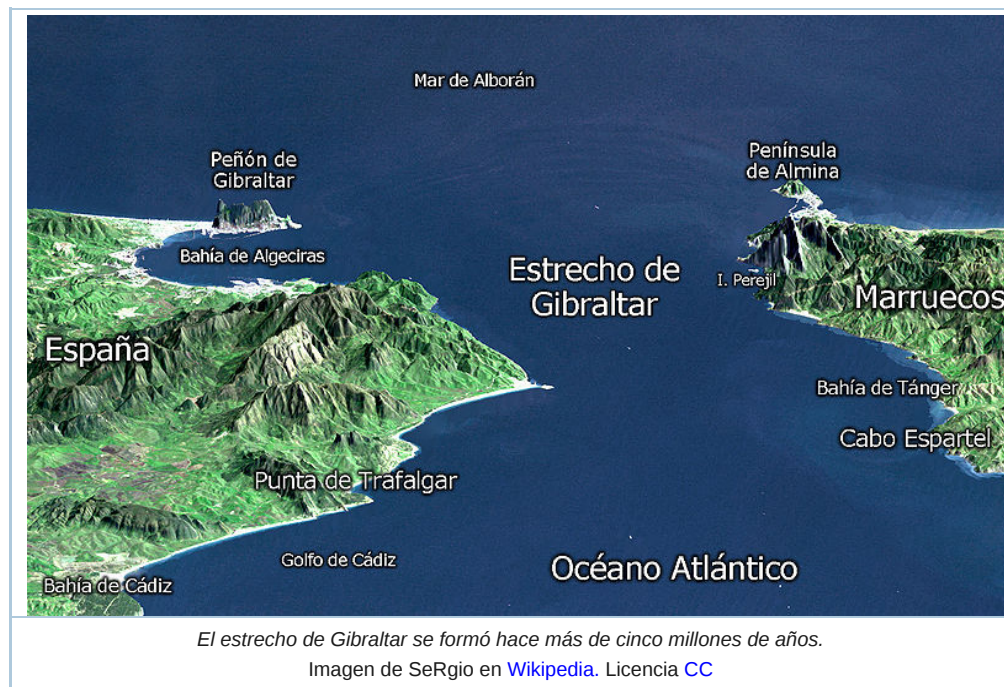 Mar de Alborán
Peñón de
Gibraltar
Península
de Almina
Bahía de Algeciras
Estrecho de
Gibraltar
I. Perejil
Marruecos
España
Bahía de Tánger
Cabo Espartel
Punta de Trafalgar
Golfo de Cádiz
Océano Atlántico
Bahía de Cádiz
El estrecho de Gibraltar se formó hace más de cinco millones de años.
Imagen de SeRgio en Wikipedia. Licencia CC